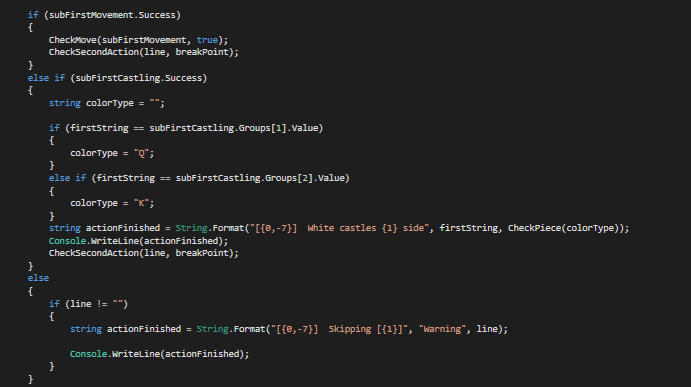 if (subFirstMovement.Success)
{
CheckMove(subFirstMovement, true);
CheckSecondAction(line, breakPoint);
}
else if (subFirstCastling.Success)
{
string colorType = "";
if (firstString == subFirstCastling.Groups[1].Value)
{
colorType = "Q";
}
else if (firstString == subFirstCastling.Groups[2].Value)
{
colorType = "K";
}
string actionFinished = String.Format("[{0,-7}]  White castles {1} side", firstString, CheckPiece(colorType));
Console.WriteLine(actionFinished);
CheckSecondAction(line, breakPoint);
}
else
{
if (line != "")
{
string actionFinished = String.Format("[{0,-7}]  Skipping [{1}]", "Warning", line);
Console.WriteLine(actionFinished);
}
}